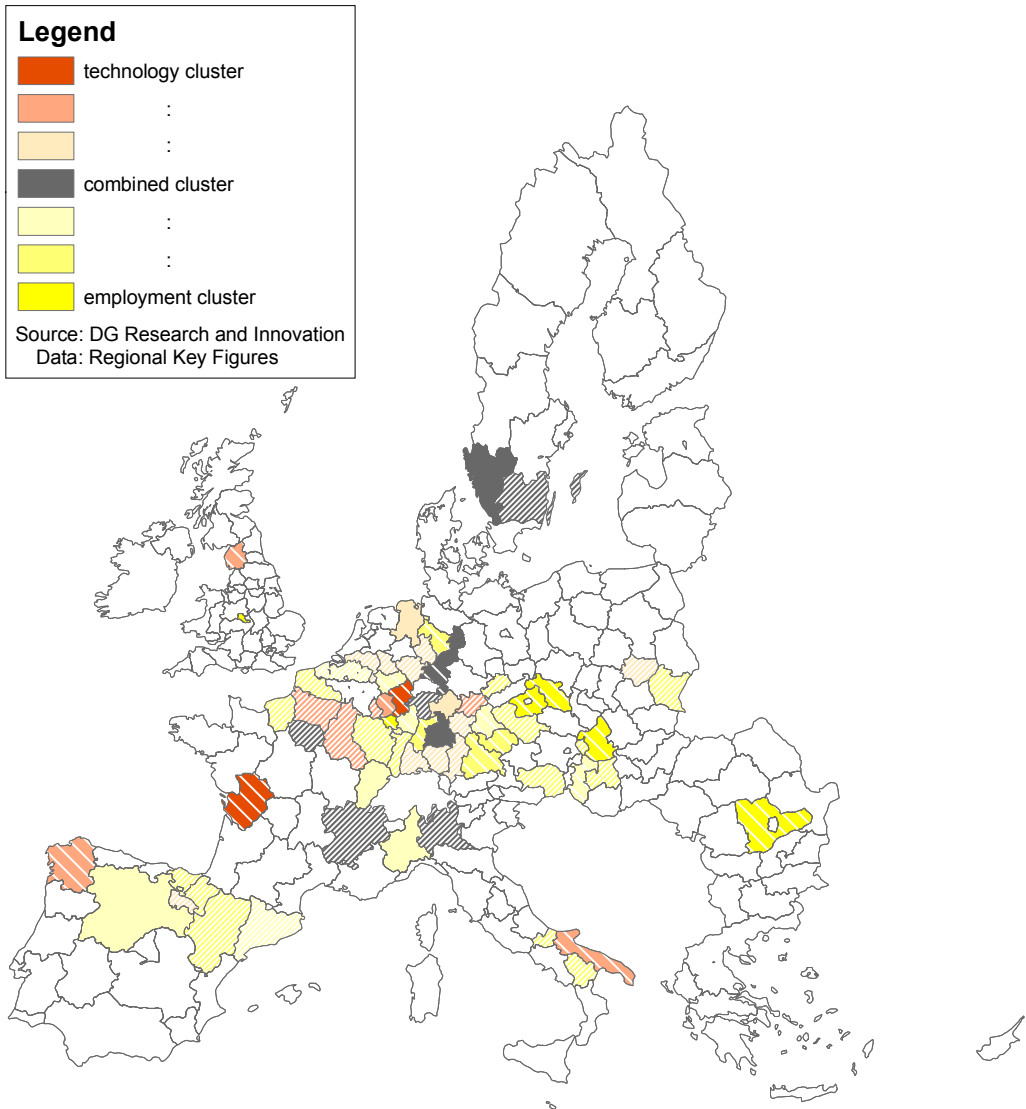 Legend
technology cluster
:
:
combined cluster
:
:
employment cluster
Source: DG Research and Innovation
Data: Regional Key Figures